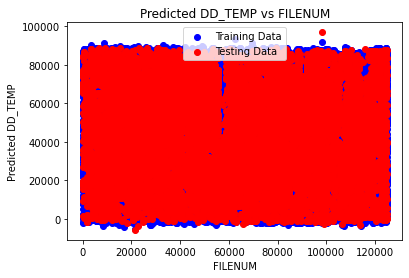 Predicted DD_TEMP vs FILENUM
100000
80000
60000
40000
20000
0
Predicted DD_TEMP
Training Data
Testing Data
0 20000 40000 60000 80000 100000 120000
FILENUM